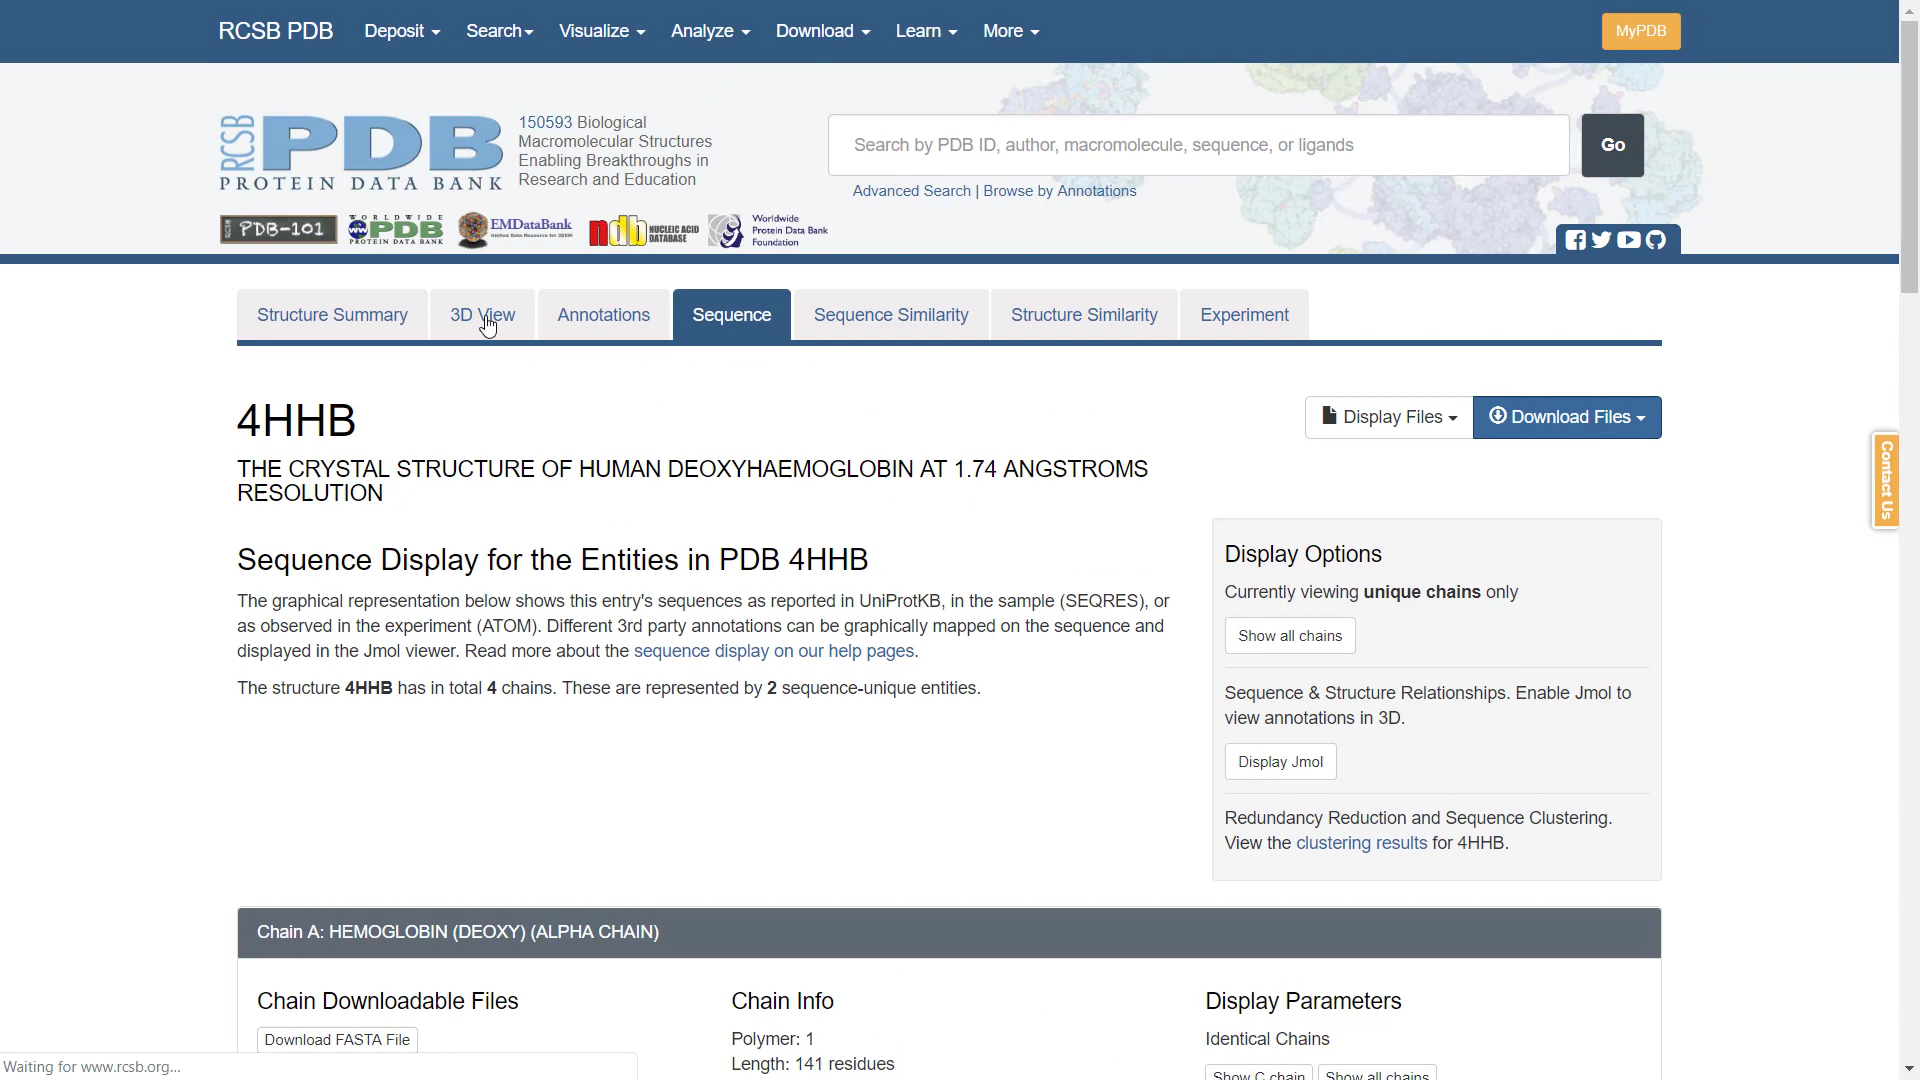 RCSB PDB Deposit Search Visualize Analyze Download Learn More MyPDB
RCSB PDB
PROTEIN DATA BANK
150593 Biological
Macromolecular Structures
Enabling Breakthroughs in
Research and Education
Search by PDB ID, author, macromolecule, sequence, or ligands
Go
Advanced Search | Browse by Annotations
RCSB PDB-101
WORLDWIDE
PDB
PROTEIN DATA BANK
EMDataBank
Unified Data Resource for 3DEM
ndb NUCLEIC ACID
DATABASE
Worldwide
Protein Data Bank
Foundation
Structure Summary 3D View Annotations Sequence Sequence Similarity Structure Similarity Experiment
4HHB
Display Files Download Files
THE CRYSTAL STRUCTURE OF HUMAN DEOXYHAEMOGLOBIN AT 1.74 ANGSTROMS
RESOLUTION
Contact Us
Sequence Display for the Entities in PDB 4HHB
The graphical representation below shows this entry's sequences as reported in UniProtKB, in the sample (SEQRES), or
as observed in the experiment (ATOM). Different 3rd party annotations can be graphically mapped on the sequence and
displayed in the Jmol viewer. Read more about the sequence display on our help pages.
The structure 4HHB has in total 4 chains. These are represented by 2 sequence-unique entities.
Display Options
Currently viewing unique chains only
Show all chains
Sequence & Structure Relationships. Enable Jmol to
view annotations in 3D.
Display Jmol
Redundancy Reduction and Sequence Clustering.
View the clustering results for 4HHB.
Chain A: HEMOGLOBIN (DEOXY) (ALPHA CHAIN)
Chain Downloadable Files
Download FASTA File
Chain Info
Polymer: 1
Length: 141 residues
Display Parameters
Identical Chains
Show C chain Show all chains
Waiting for www.rcsb.org...